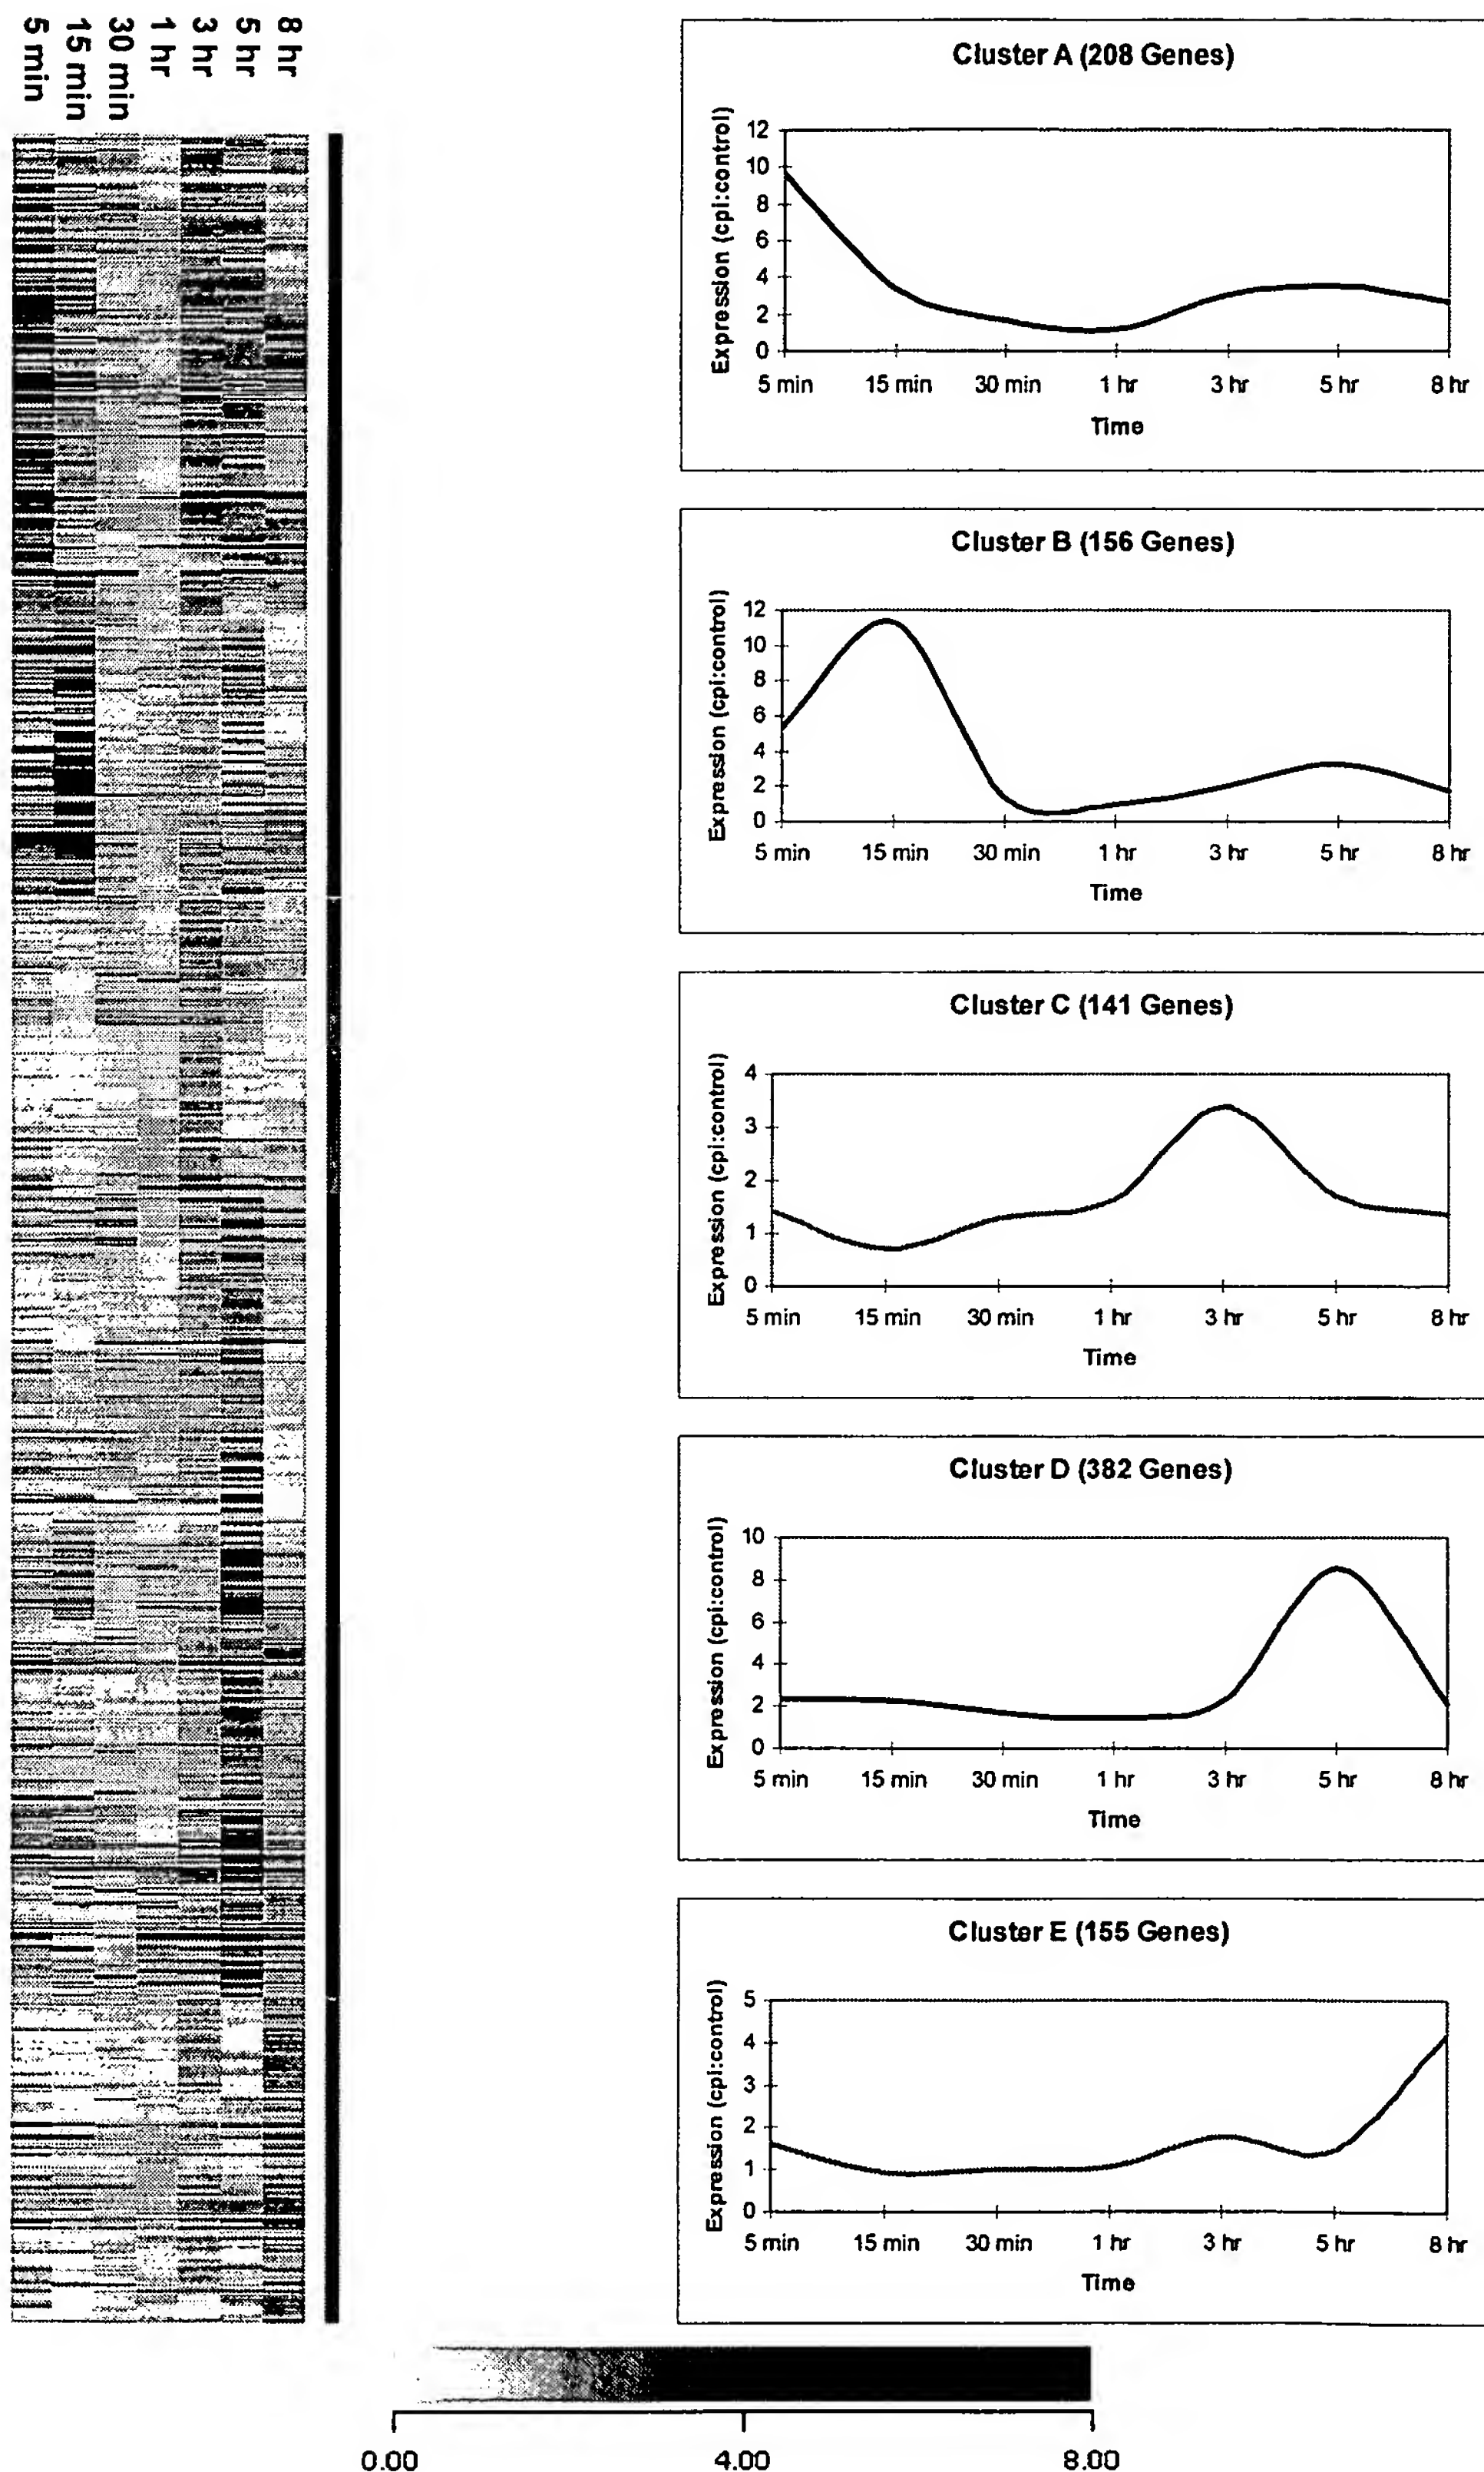 5 min
15 min
30 min
1 hr
3 hr
5 hr
8 hr
Cluster A (208 Genes)
Expression (cpi:control)
12
10
8
6
4
2
0
5 min 15 min 30 min 1 hr 3 hr 5 hr 8 hr
Time
Cluster B (156 Genes)
Expression (cpi:control)
12
10
8
6
4
2
0
5 min 15 min 30 min 1 hr 3 hr 5 hr 8 hr
Time
Cluster C (141 Genes)
Expression (cpi:control)
4
3
2
1
0
5 min 15 min 30 min 1 hr 3 hr 5 hr 8 hr
Time
Cluster D (382 Genes)
Expression (cpi:control)
10
8
6
4
2
0
5 min 15 min 30 min 1 hr 3 hr 5 hr 8 hr
Time
Cluster E (155 Genes)
Expression (cpi:control)
5
4
3
2
1
0
5 min 15 min 30 min 1 hr 3 hr 5 hr 8 hr
Time
0.00 4.00 8.00